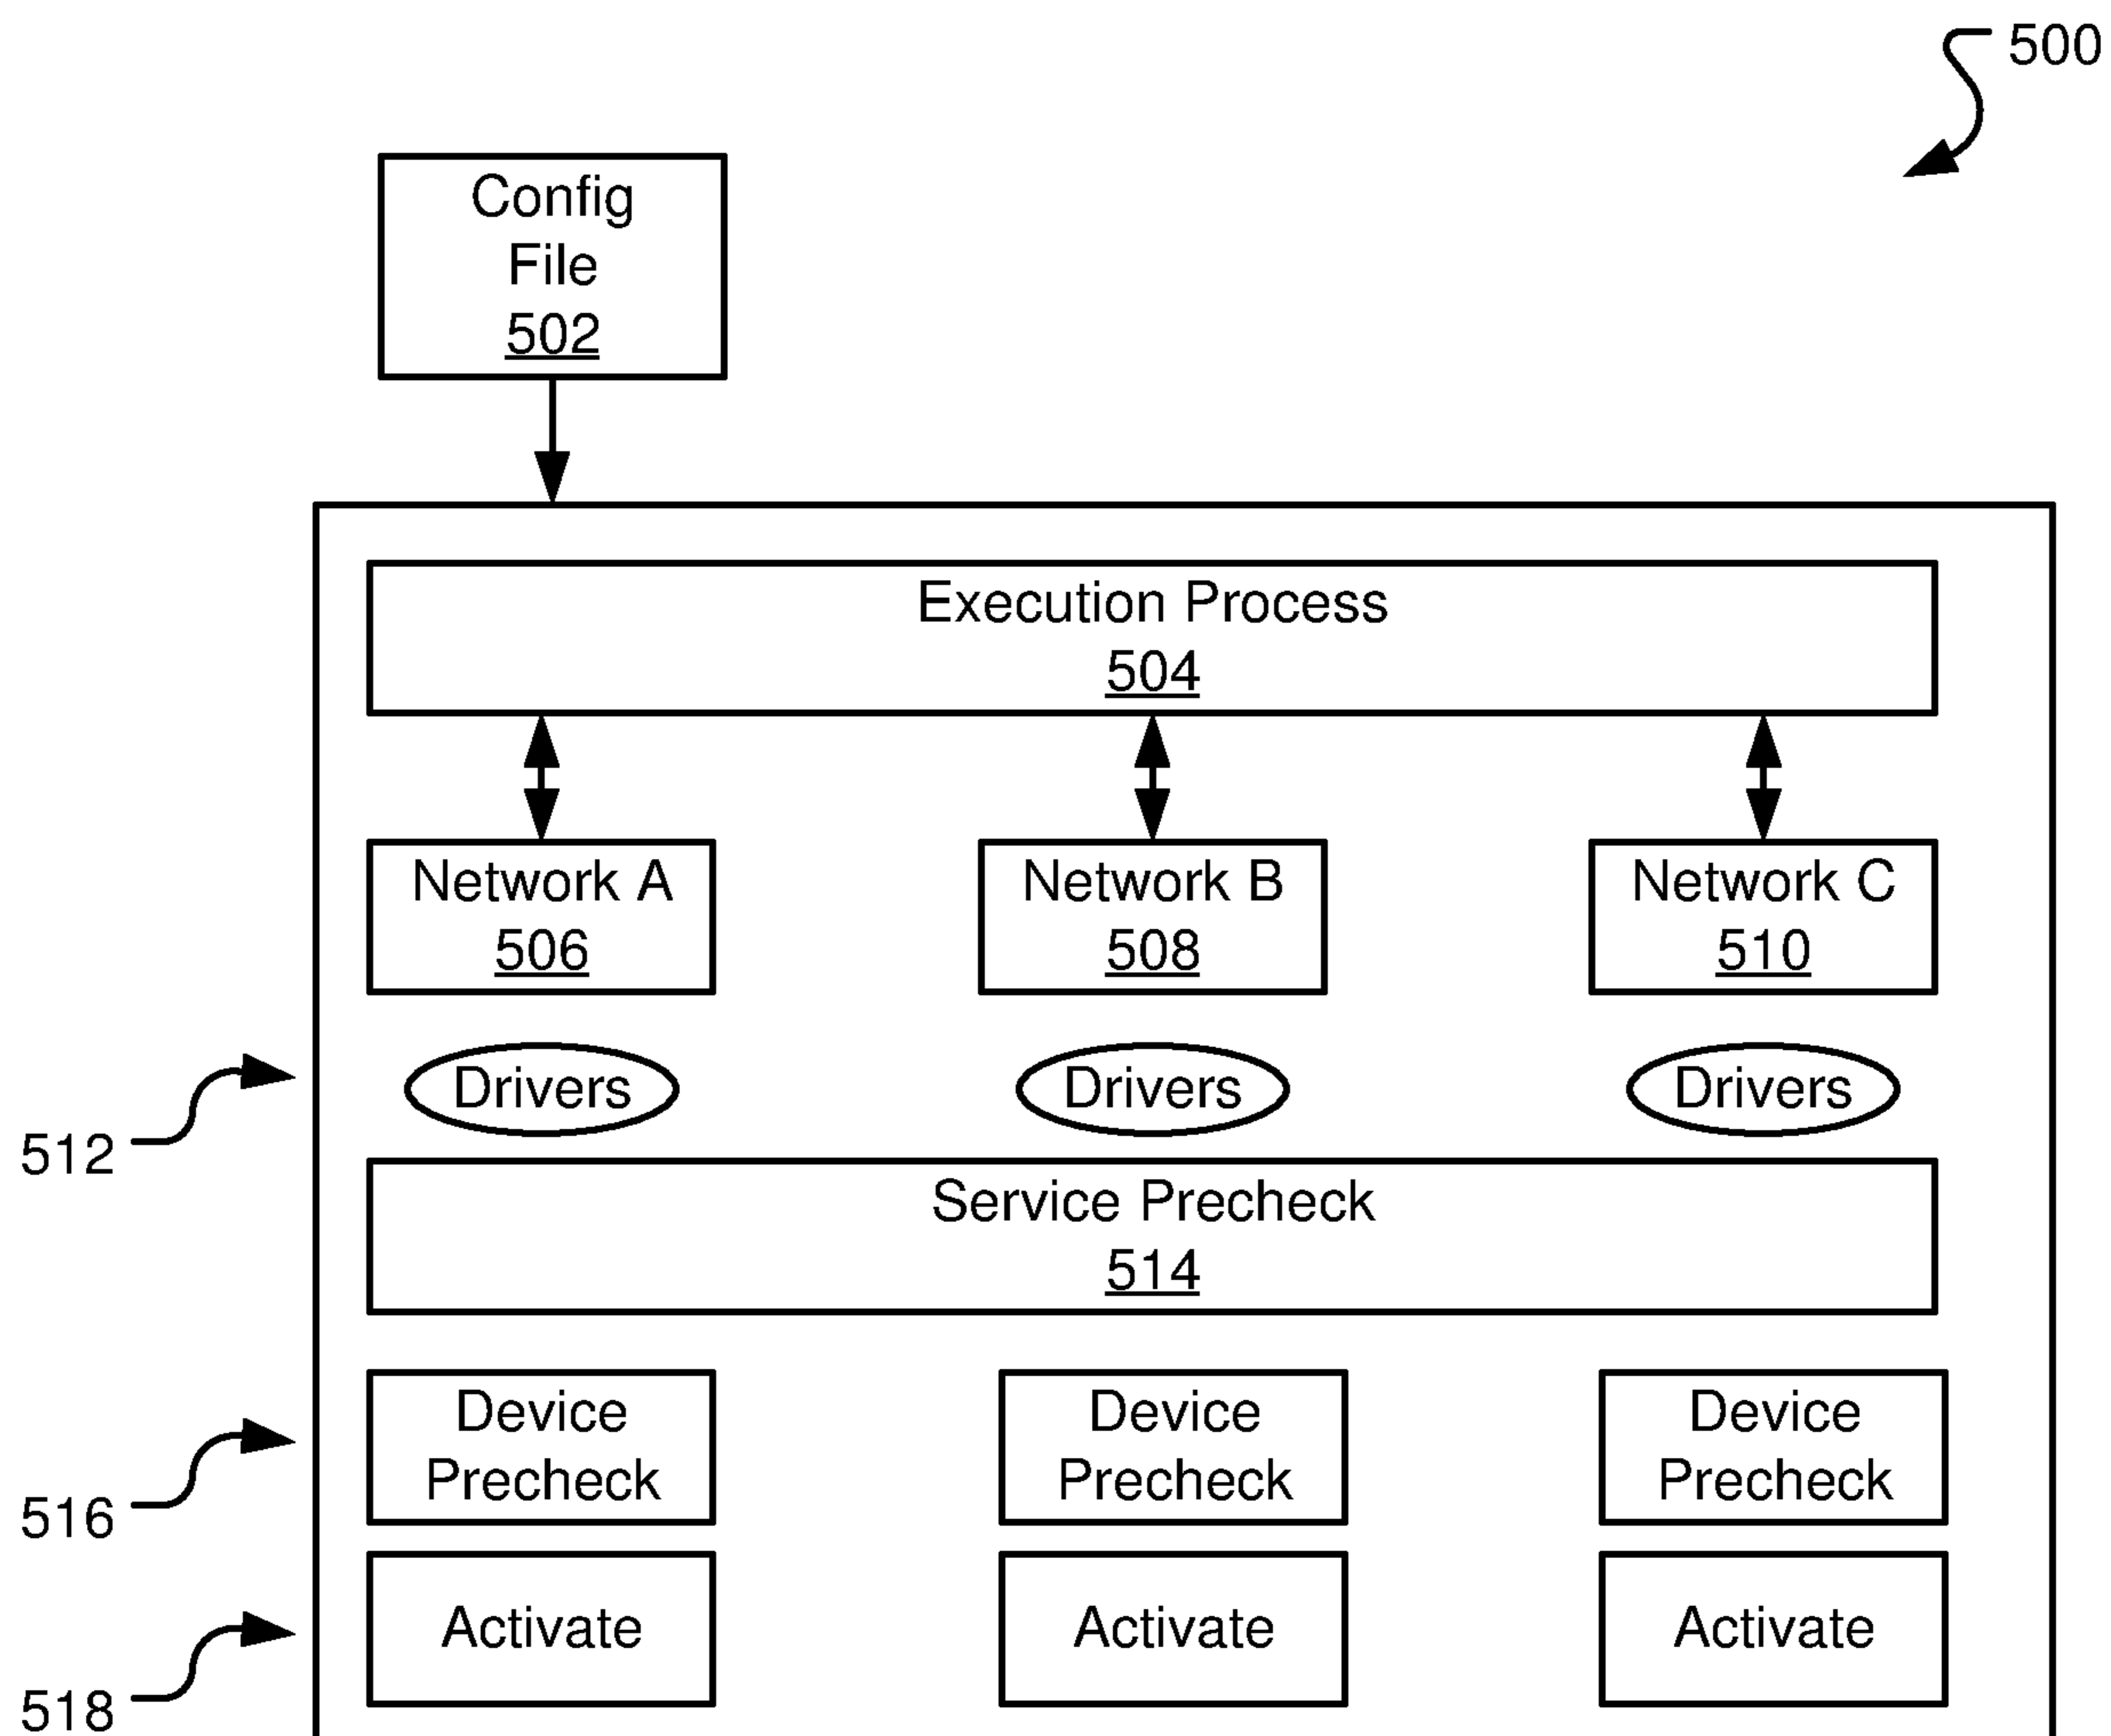 500
Config
File
502
Execution Process
504
Network A
506
Network B
508
Network C
510
512
Drivers
Drivers
Drivers
Service Precheck
514
516
Device
Precheck
Device
Precheck
Device
Precheck
518
Activate
Activate
Activate